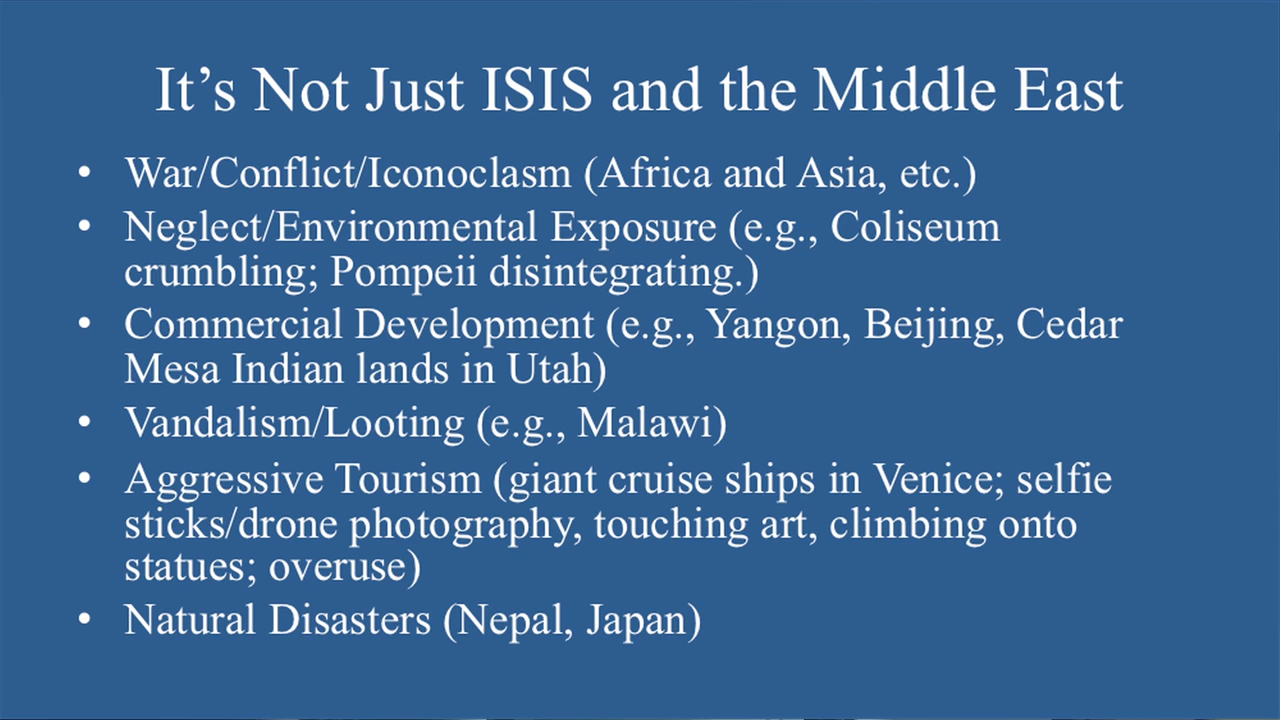 It’s Not Just ISIS and the Middle East
• War/Conflict/Iconoclasm (Africa and Asia, etc.)
• Neglect/Environmental Exposure (e.g., Coliseum
crumbling; Pompeii disintegrating.)
• Commercial Development (e.g., Yangon, Beijing, Cedar
Mesa Indian lands in Utah)
• Vandalism/Looting (e.g., Malawi)
• Aggressive Tourism (giant cruise ships in Venice; selfie
sticks/drone photography, touching art, climbing onto
statues; overuse)
• Natural Disasters (Nepal, Japan)